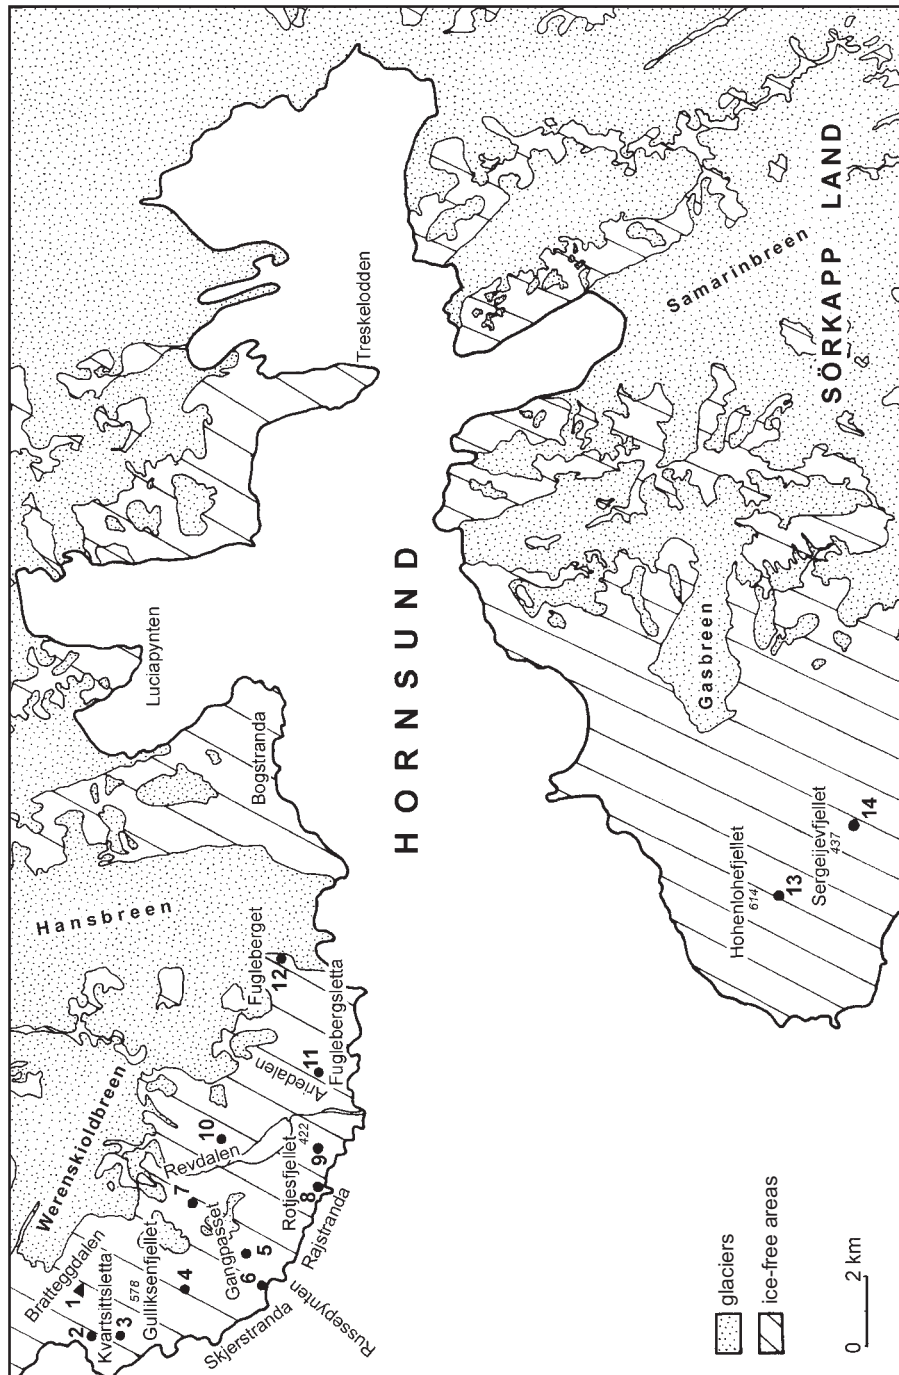 Werenskioldbreen
Hansbreen
Luciapynten
Treskelodden
Bratteggdalen
1
2
Kvartsittsletta
3
578
Gulliksenfjellet
4
7
Revdalen
10
Gangpasset
5
6
Skjerstranda
Russepynten
Rajstranda
8
Rotjesfjellet
422
9
Ariedalen
11
Fuglebergsletta
Fugleberget
12
Bogstranda
HORNSUND
Samarinbreen
SÖRKAPP LAND
Gasbreen
Hohenlohefjellet
614
13
Sergeijevfjellet
437
14
glaciers
ice-free areas
0 2 km